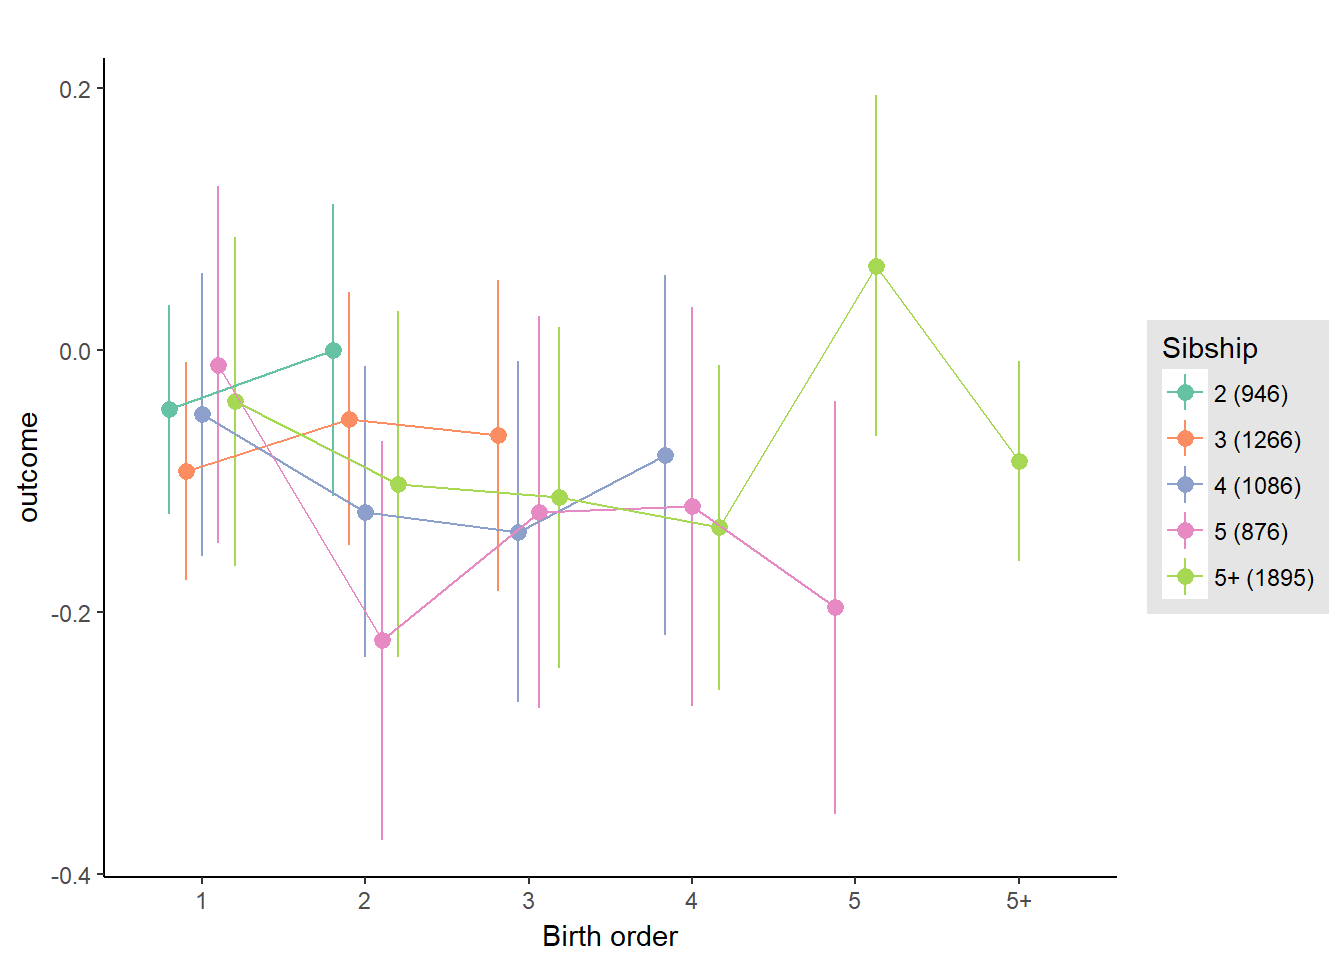 0.2
0.0
-0.2
-0.4
outcome
1 2 3 4 5 5+
Birth order
Sibship
2 (946)
3 (1266)
4 (1086)
5 (876)
5+ (1895)